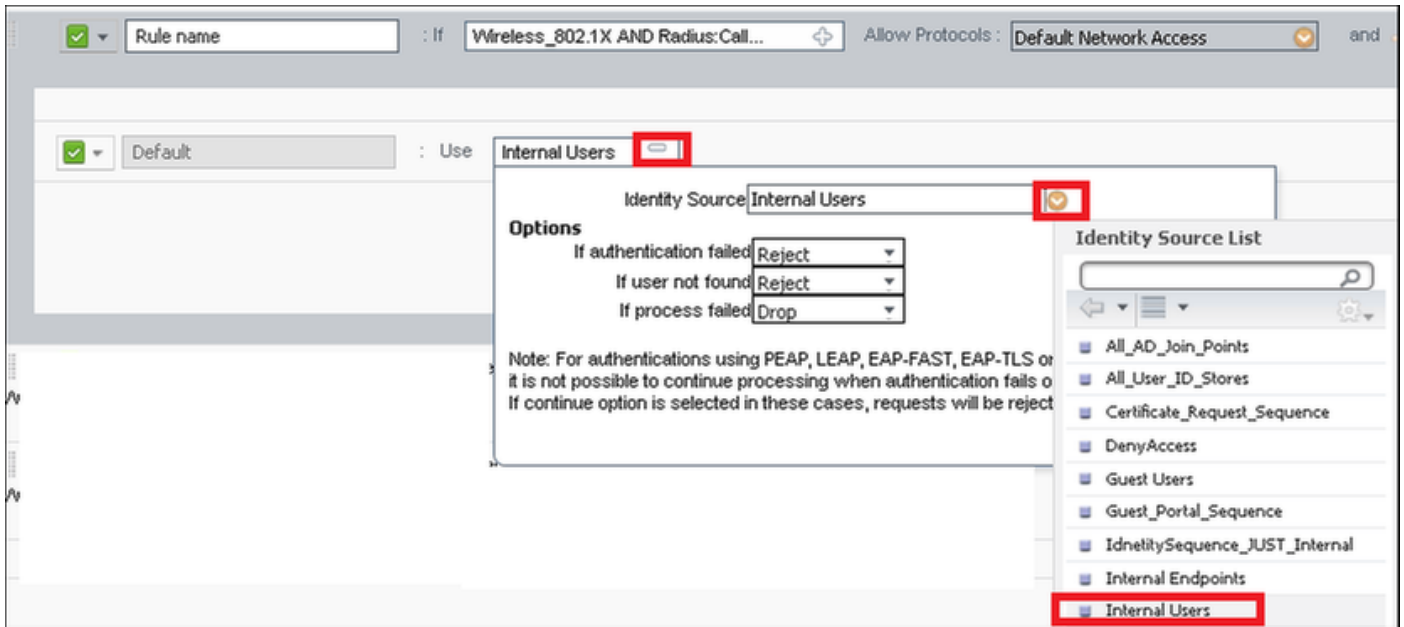 Rule name : If Wireless_802.1X AND Radius:Call... Allow Protocols : Default Network Access and
Default : Use Internal Users
Identity Source Internal Users
Options
If authentication failed Reject
If user not found Reject
If process failed Drop
Note: For authentications using PEAP, LEAP, EAP-FAST, EAP-TLS or
it is not possible to continue processing when authentication fails o
If continue option is selected in these cases, requests will be reject
Identity Source List
All_AD_Join_Points
All_User_ID_Stores
Certificate_Request_Sequence
DenyAccess
Guest Users
Guest_Portal_Sequence
IdnetitySequence_JUST_Internal
Internal Endpoints
Internal Users